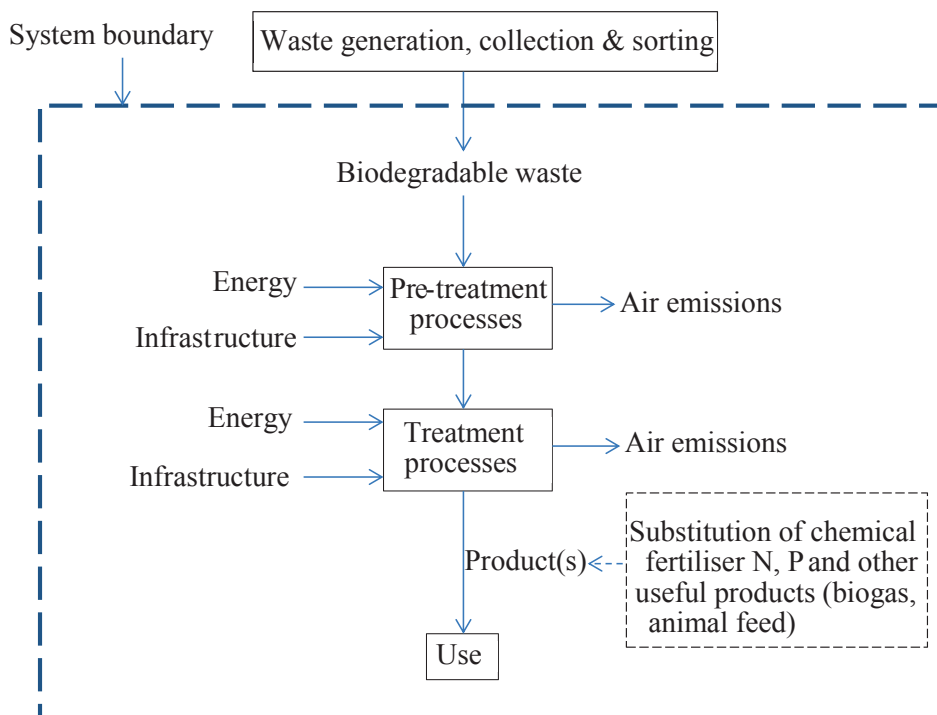 System boundary
Waste generation, collection & sorting
Biodegradable waste
Energy
Pre-treatment
processes
Air emissions
Infrastructure
Energy
Treatment
processes
Air emissions
Infrastructure
Product(s)
Substitution of chemical
fertiliser N, P and other
useful products (biogas,
animal feed)
Use